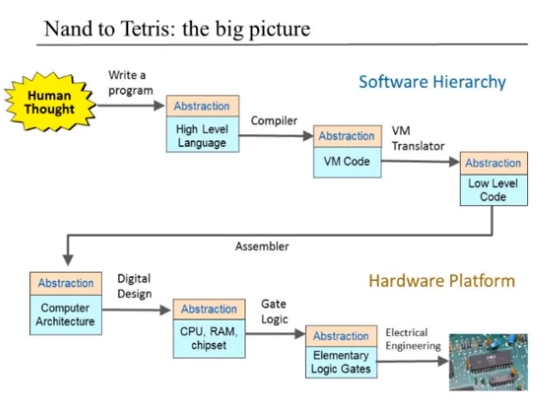 Nand to Tetris: the big picture
Software Hierarchy
Human
Thought
Write a
program
Abstraction
High Level
Language
Compiler
Abstraction
VM Code
VM
Translator
Abstraction
Low Level
Code
Assembler
Hardware Platform
Abstraction
Computer
Architecture
Digital
Design
Abstraction
CPU, RAM,
chipset
Gate
Logic
Abstraction
Elementary
Logic Gates
Electrical
Engineering